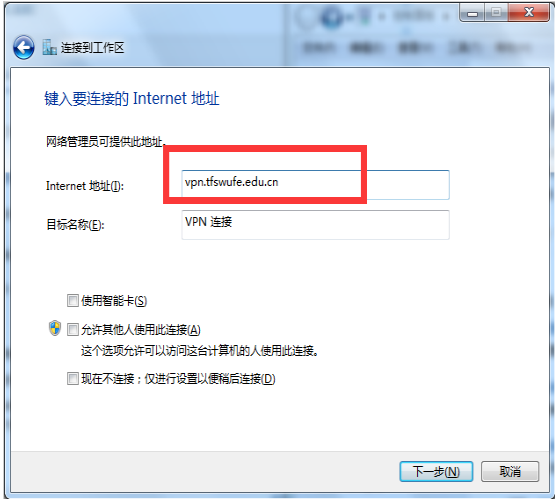 连接到工作区
键入要连接的 Internet 地址
网络管理员可提供此地址。
Internet 地址(I):
vpn.tfswufe.edu.cn
目标名称(E):
VPN 连接
使用智能卡(S)
允许其他人使用此连接(A)
这个选项允许可以访问这台计算机的人使用此连接。
现在不连接；仅进行设置以便稍后连接(D)
下一步(N)
取消